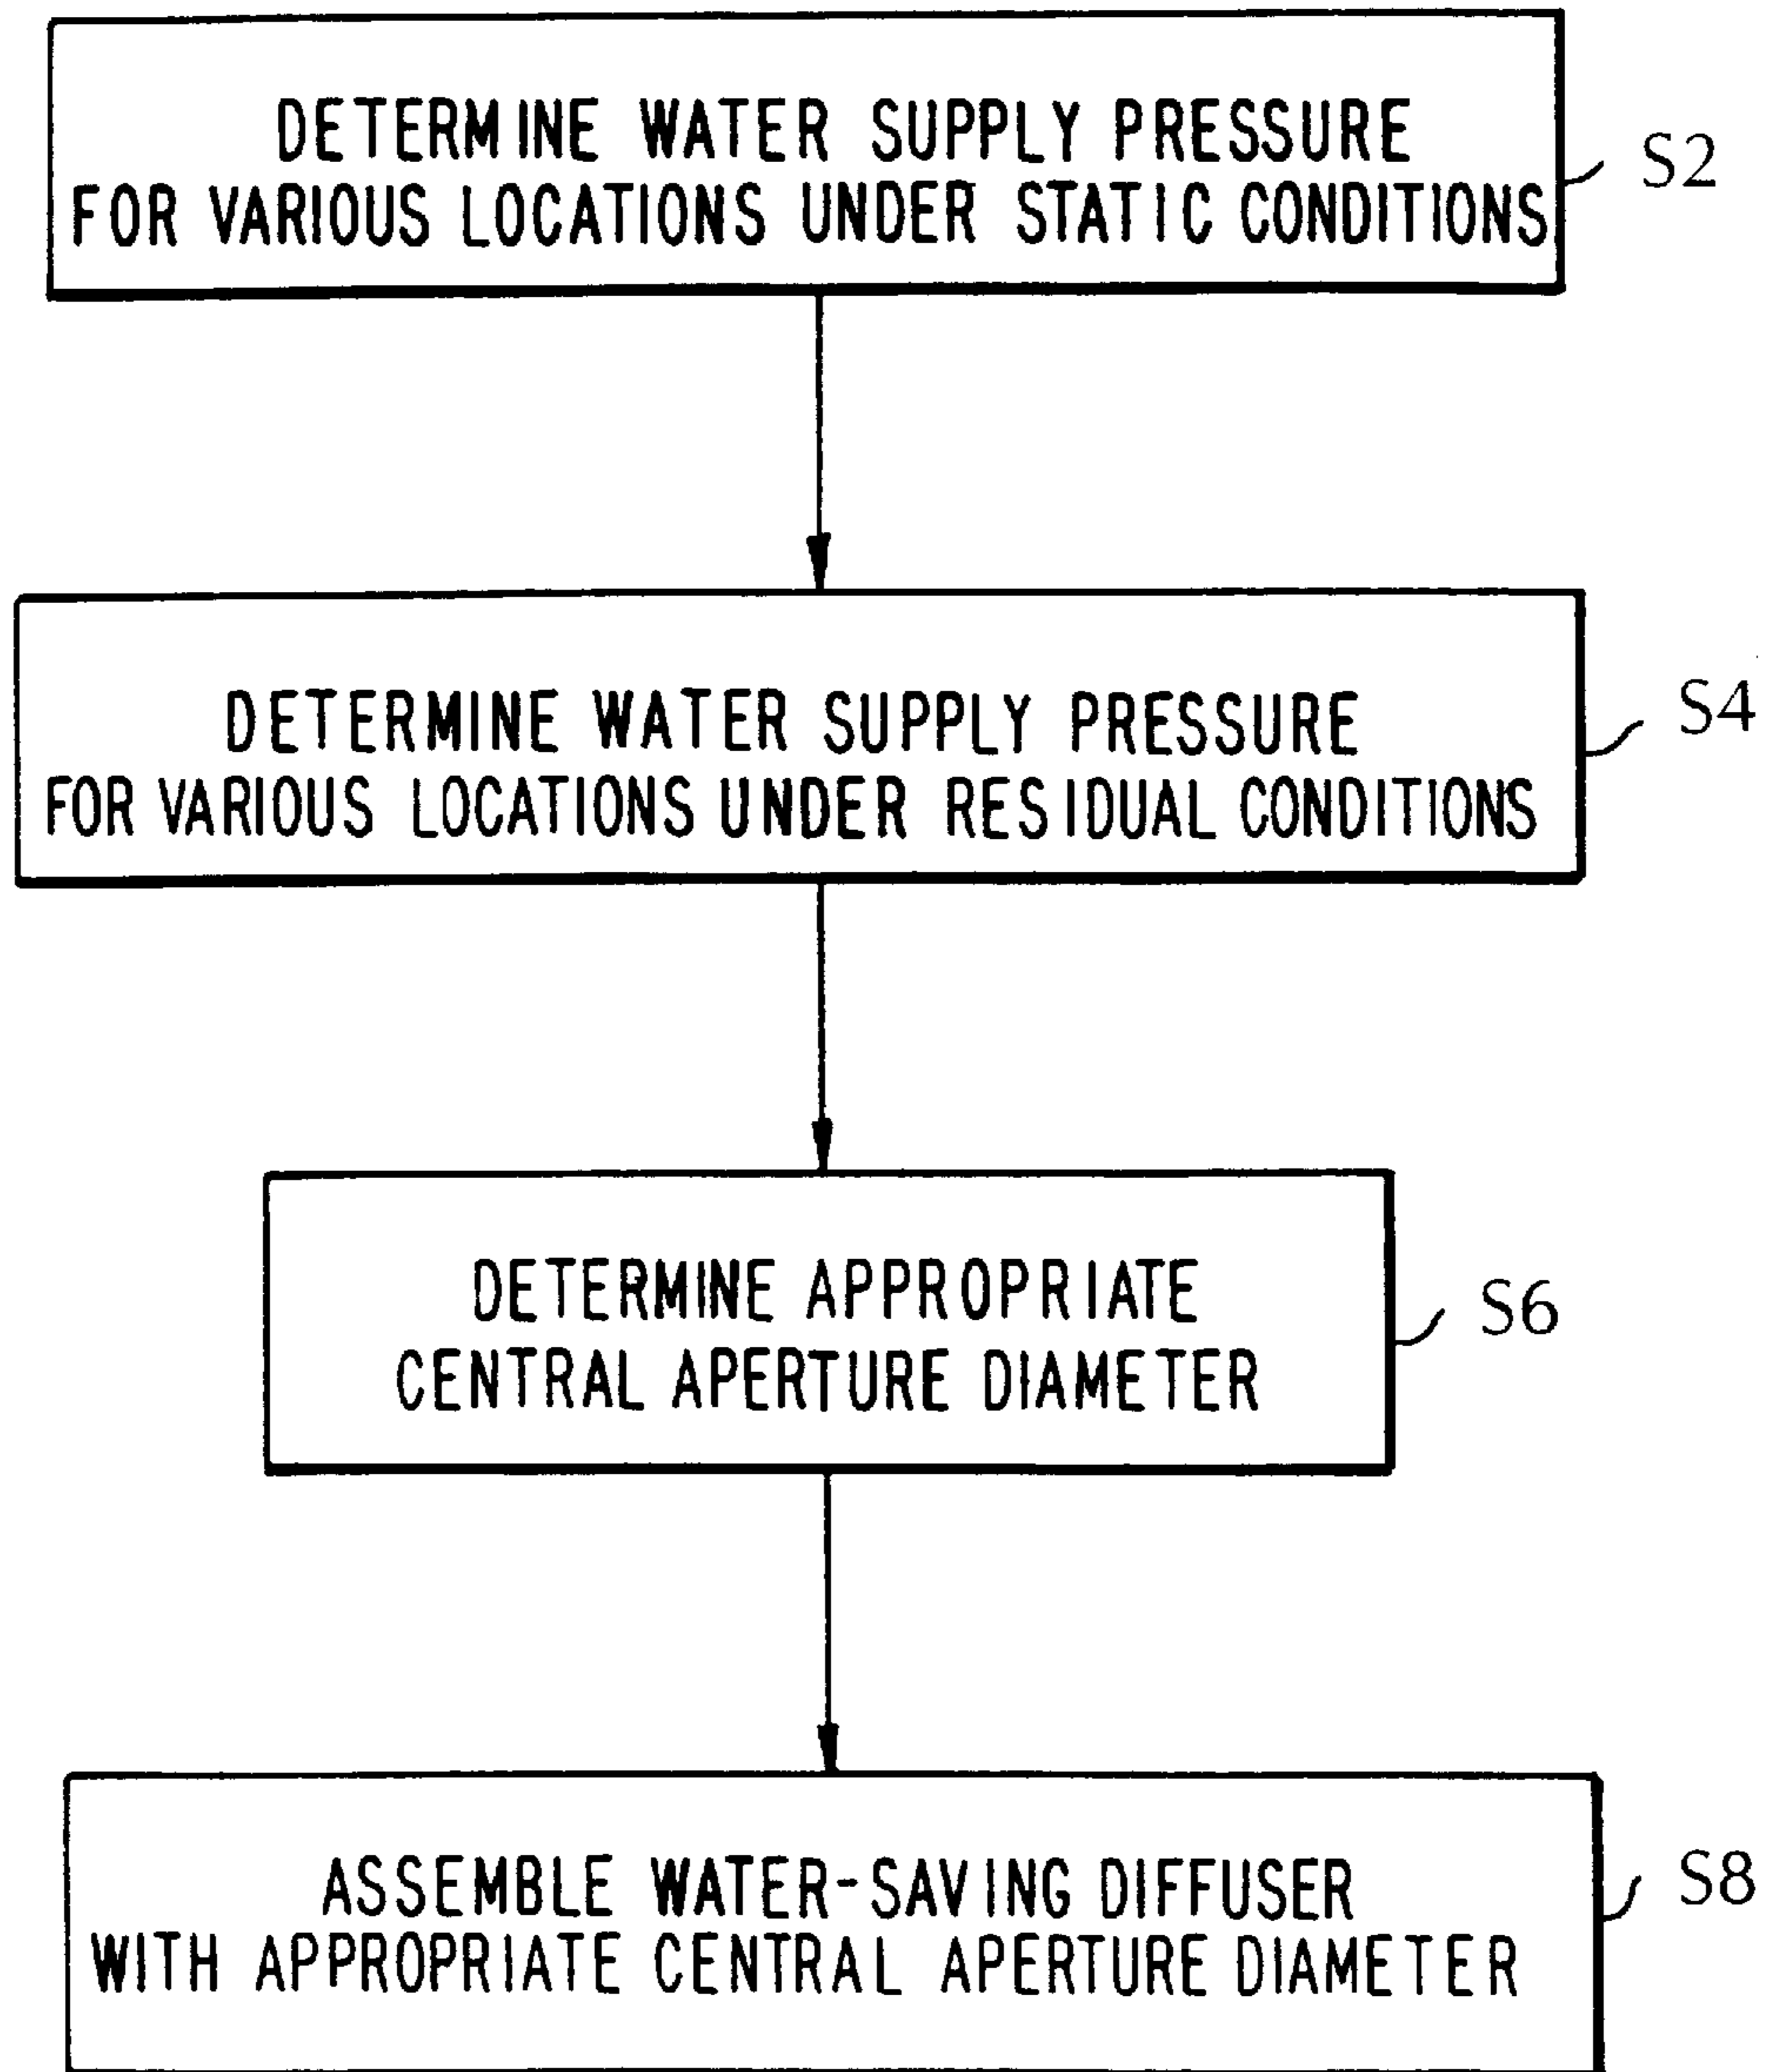 DETERMINE WATER SUPPLY PRESSURE
FOR VARIOUS LOCATIONS UNDER STATIC CONDITIONS
S2
DETERMINE WATER SUPPLY PRESSURE
FOR VARIOUS LOCATIONS UNDER RESIDUAL CONDITIONS
S4
DETERMINE APPROPRIATE
CENTRAL APERTURE DIAMETER
S6
ASSEMBLE WATER-SAVING DIFFUSER
WITH APPROPRIATE CENTRAL APERTURE DIAMETER
S8